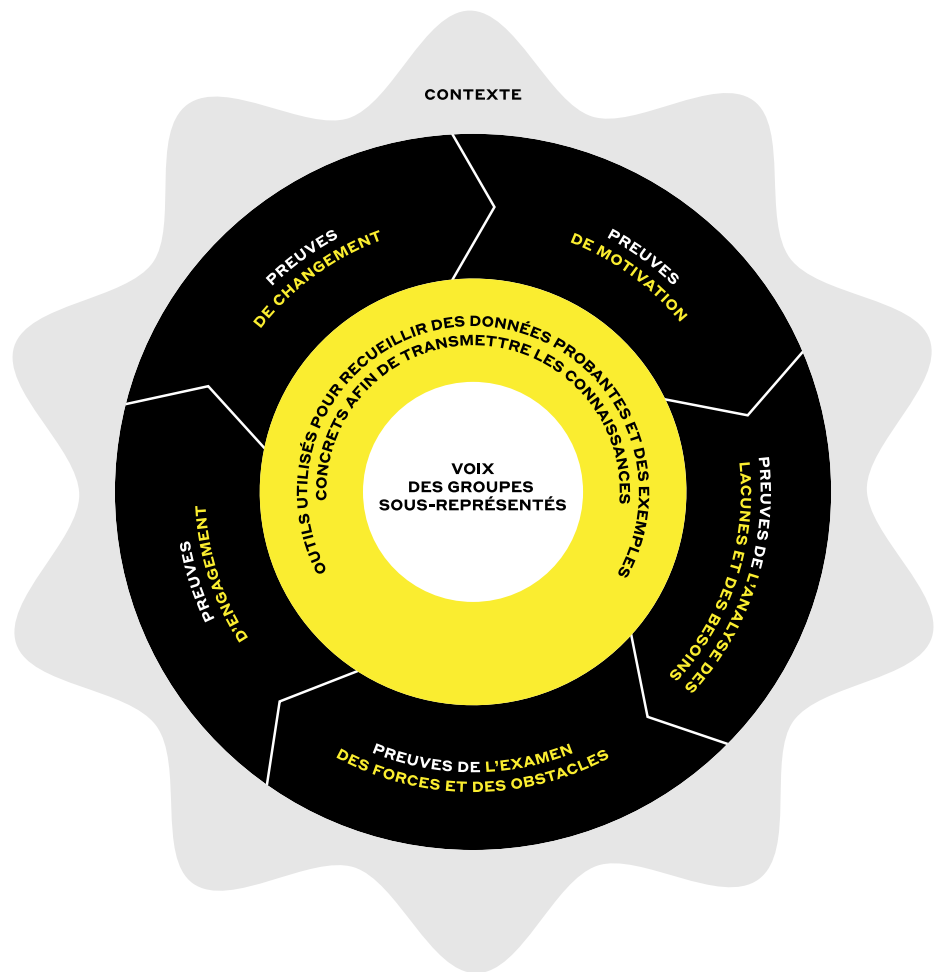 CONTEXTE
PREUVES
DE CHANGEMENT
PREUVES
DE MOTIVATION
OUTILS UTILISÉS POUR RECUEILLIR DES DONNÉES PROBANTES ET DES EXEMPLES
CONCRETS AFIN DE TRANSMETTRE LES CONNAISSANCES
VOIX
DES GROUPES
SOUS-REPRÉSENTÉS
PREUVES DE L'ANALYSE DES
LACUNES ET DES BESOINS
PREUVES
D'ENGAGEMENT
PREUVES DE L'EXAMEN
DES FORCES ET DES OBSTACLES